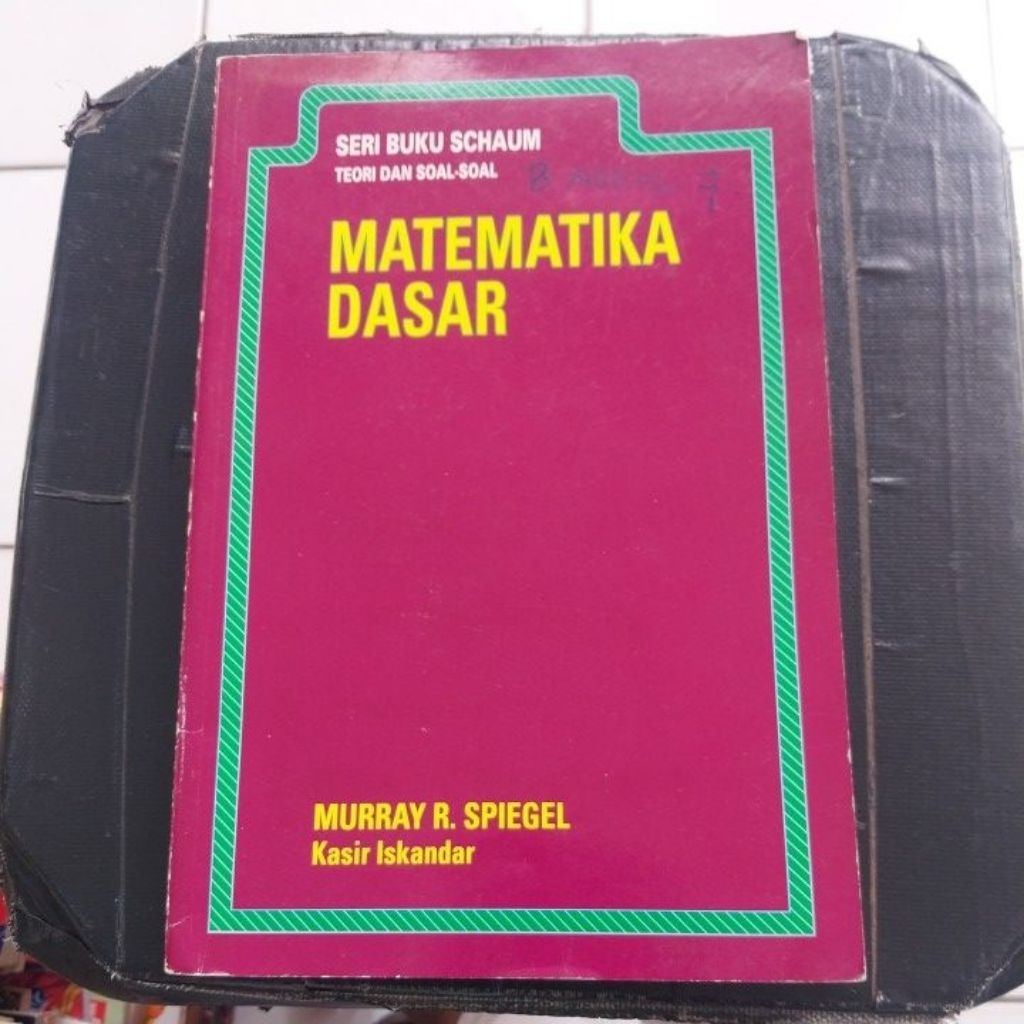 SERI BUKU SCHAUM
TEORI DAN SOAL-SOAL
MATEMATIKA
DASAR
MURRAY R. SPIEGEL
Kasir Iskandar